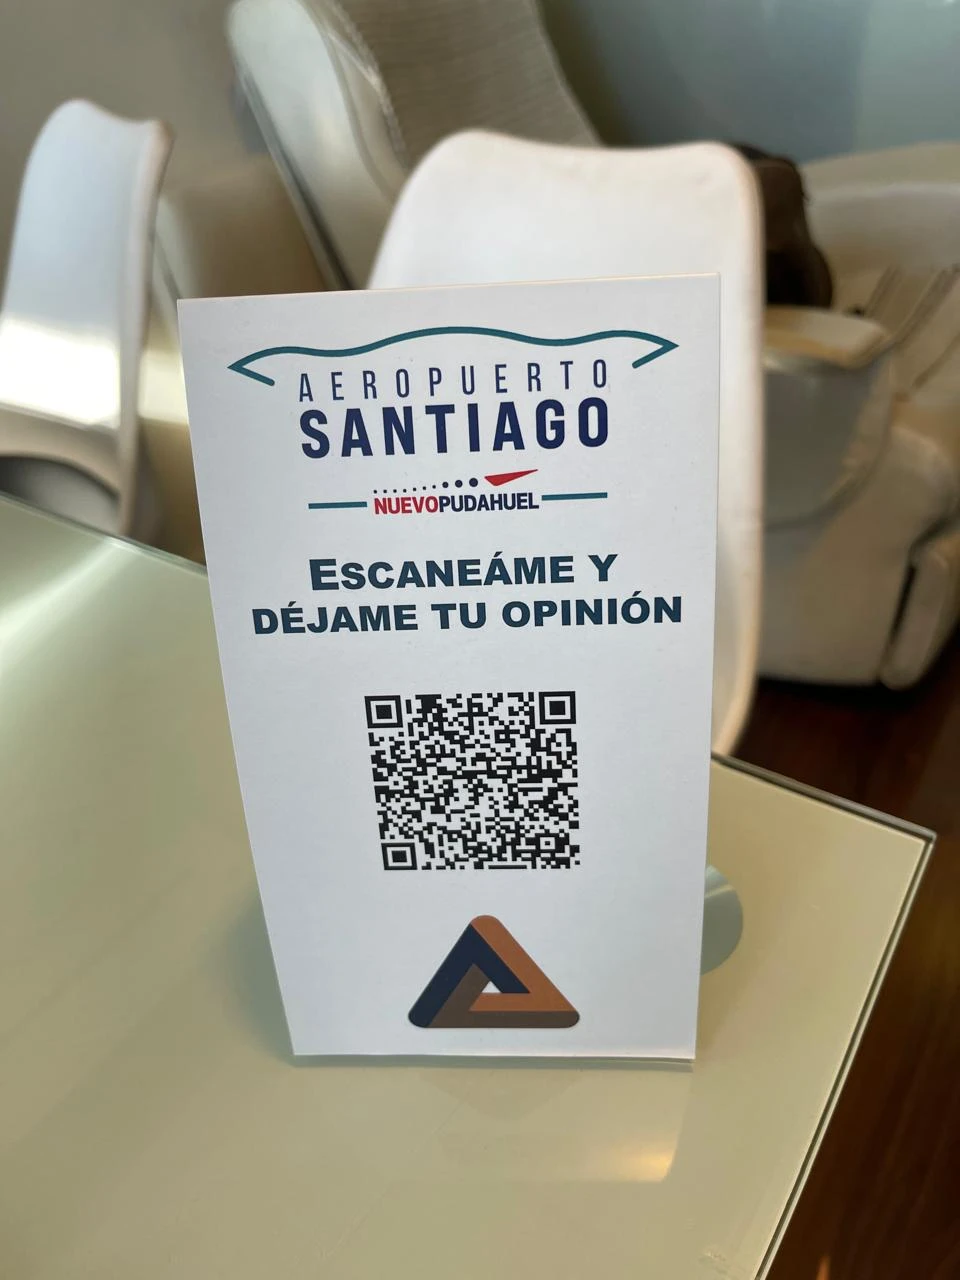 AEROPUERTO
SANTIAGO
NUEVOPUDAHUEL
ESCANEÁME Y
DÉJAME TU OPINIÓN